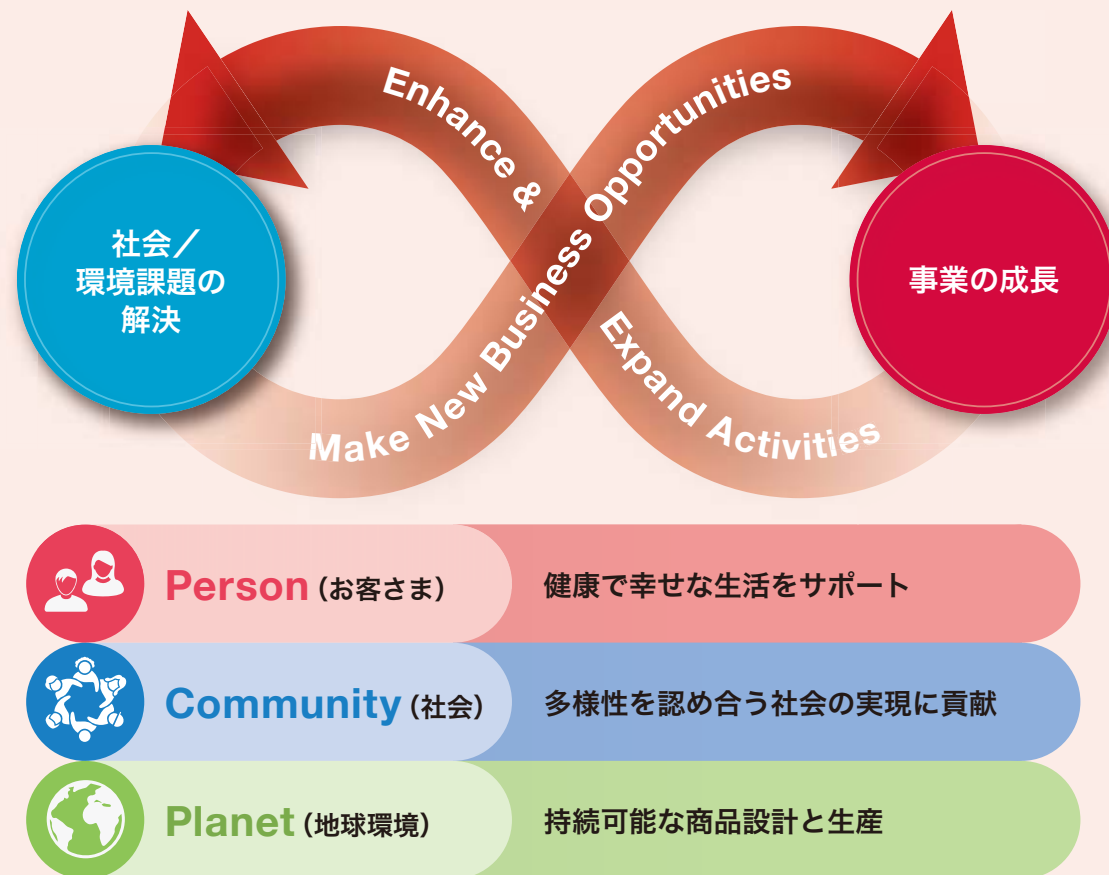 Enhance &
Expand Activities
Make New Business Opportunities
社会／
環境課題の
解決
事業の成長
Person (お客さま)
健康で幸せな生活をサポート
Community (社会)
多様性を認め合う社会の実現に貢献
Planet (地球環境)
持続可能な商品設計と生産